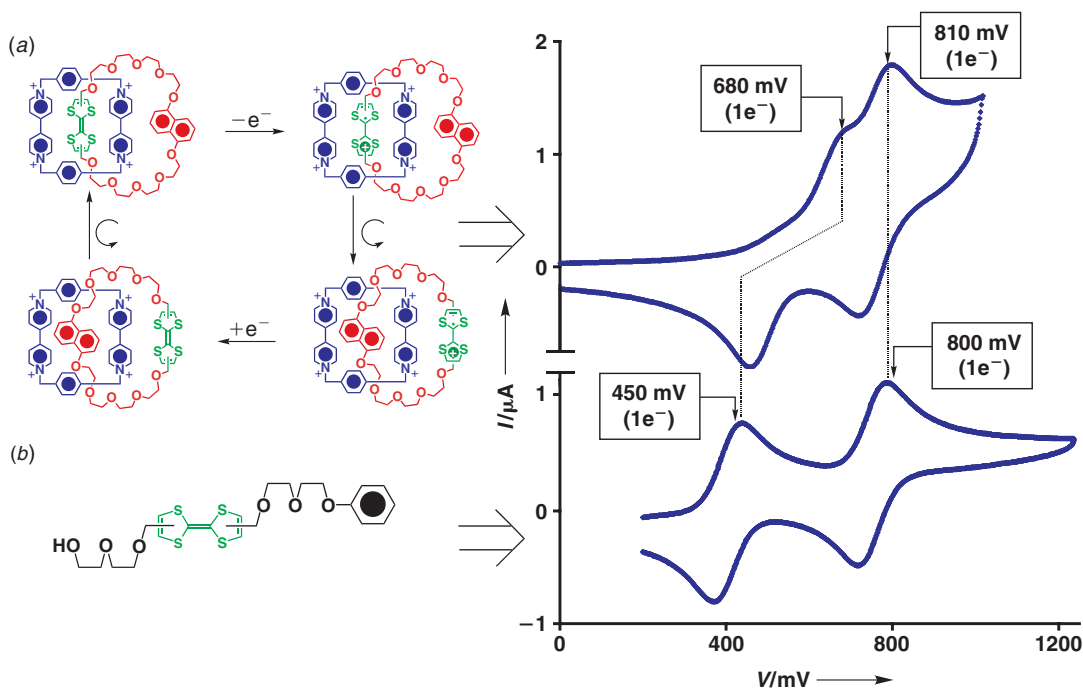 (a)
−e⁻
+e⁻
N
N
N
N
+
+
+
+
S
S
S
S
O
O
O
O
O
O
O
O
N
N
N
N
+
+
+
+
S
S
S
S
+
O
O
O
O
O
O
O
O
N
N
N
N
+
+
+
+
S
S
S
S
O
O
O
O
O
O
O
O
N
N
N
N
+
+
+
+
S
S
S
S
+
O
O
O
O
O
O
O
O
(b)
HO
O
O
S
S
S
S
O
O
O
2
1
0
1
0
−1
I/µA
680 mV
(1e⁻)
810 mV
(1e⁻)
450 mV
(1e⁻)
800 mV
(1e⁻)
0
400
800
1200
V/mV